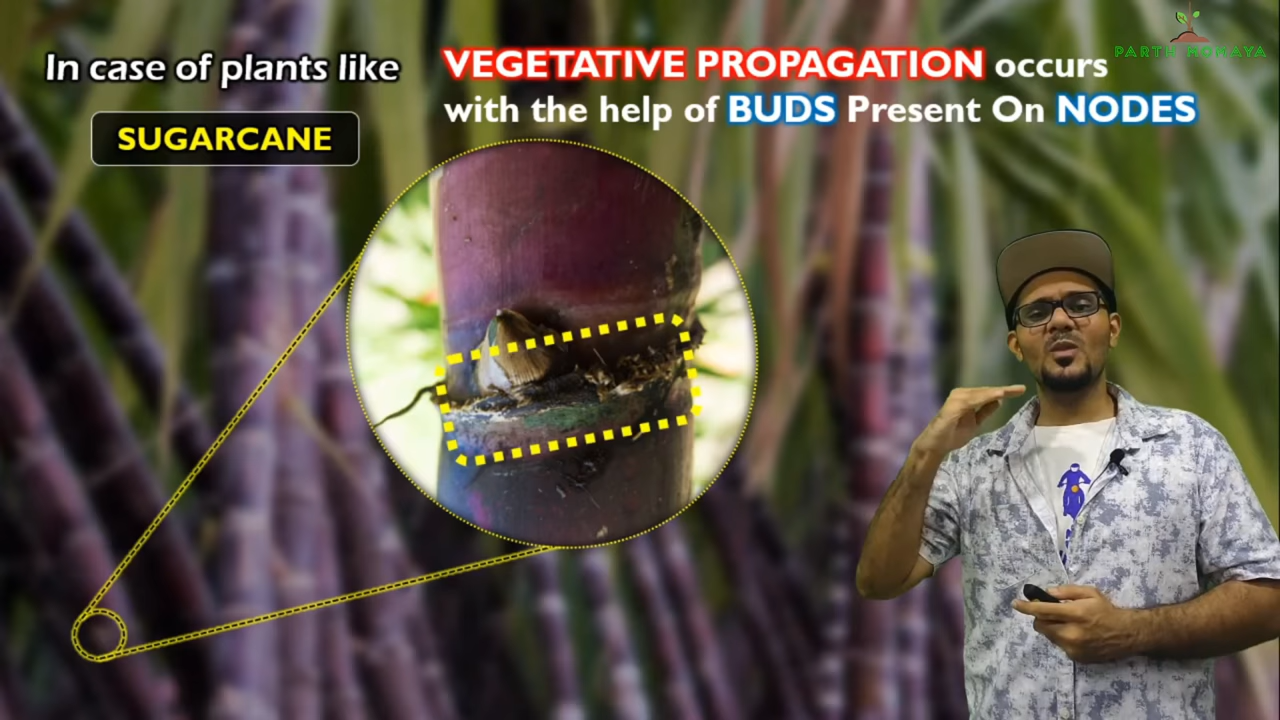 In case of plants like
SUGARCANE
VEGETATIVE PROPAGATION occurs
with the help of BUDS Present On NODES
PARTH MOMAYA